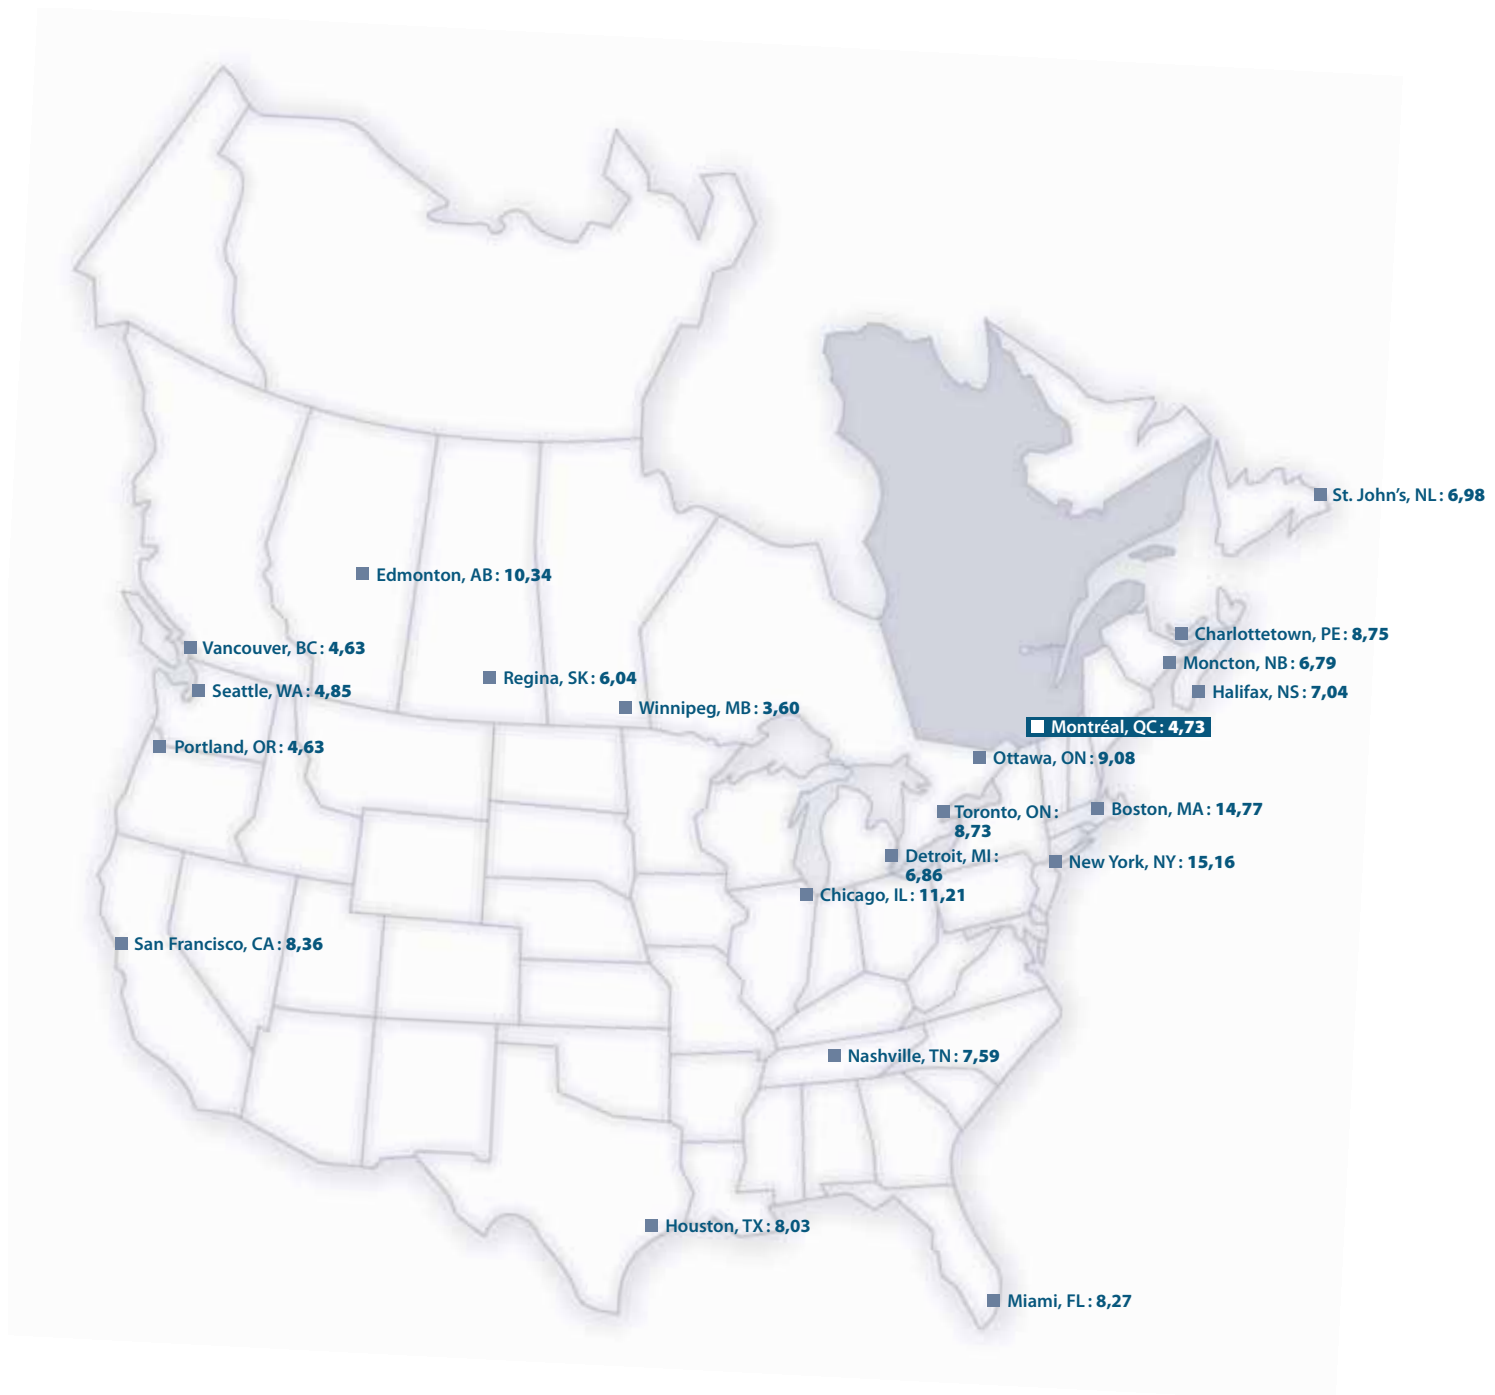 St. John’s, NL : 6,98
Edmonton, AB : 10,34
Charlottetown, PE : 8,75
Vancouver, BC : 4,63
Moncton, NB : 6,79
Regina, SK : 6,04
Seattle, WA : 4,85
Halifax, NS : 7,04
Winnipeg, MB : 3,60
Montréal, QC : 4,73
Portland, OR : 4,63
Ottawa, ON : 9,08
Boston, MA : 14,77
Toronto, ON :
8,73
Detroit, MI :
6,86
New York, NY : 15,16
Chicago, IL : 11,21
San Francisco, CA : 8,36
Nashville, TN : 7,59
Houston, TX : 8,03
Miami, FL : 8,27